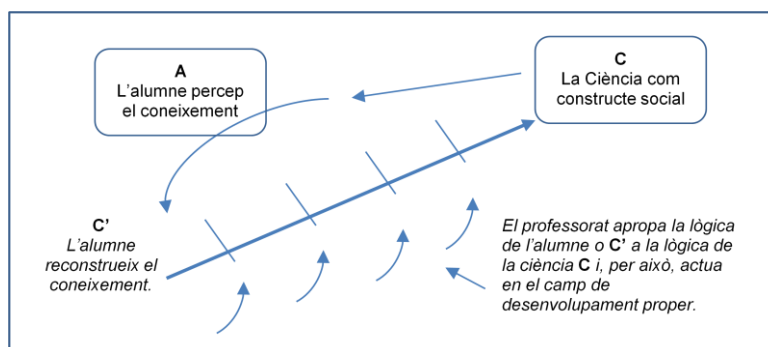 A
L’alumne percep
el coneixement
C
La Ciència com
constructe social
C’
L’alumne
reconstrueix el
coneixement.
El professorat apropa la lògica
de l’alumne o C’ a la lògica de
la ciència C i, per això, actua
en el camp de
desenvolupament proper.